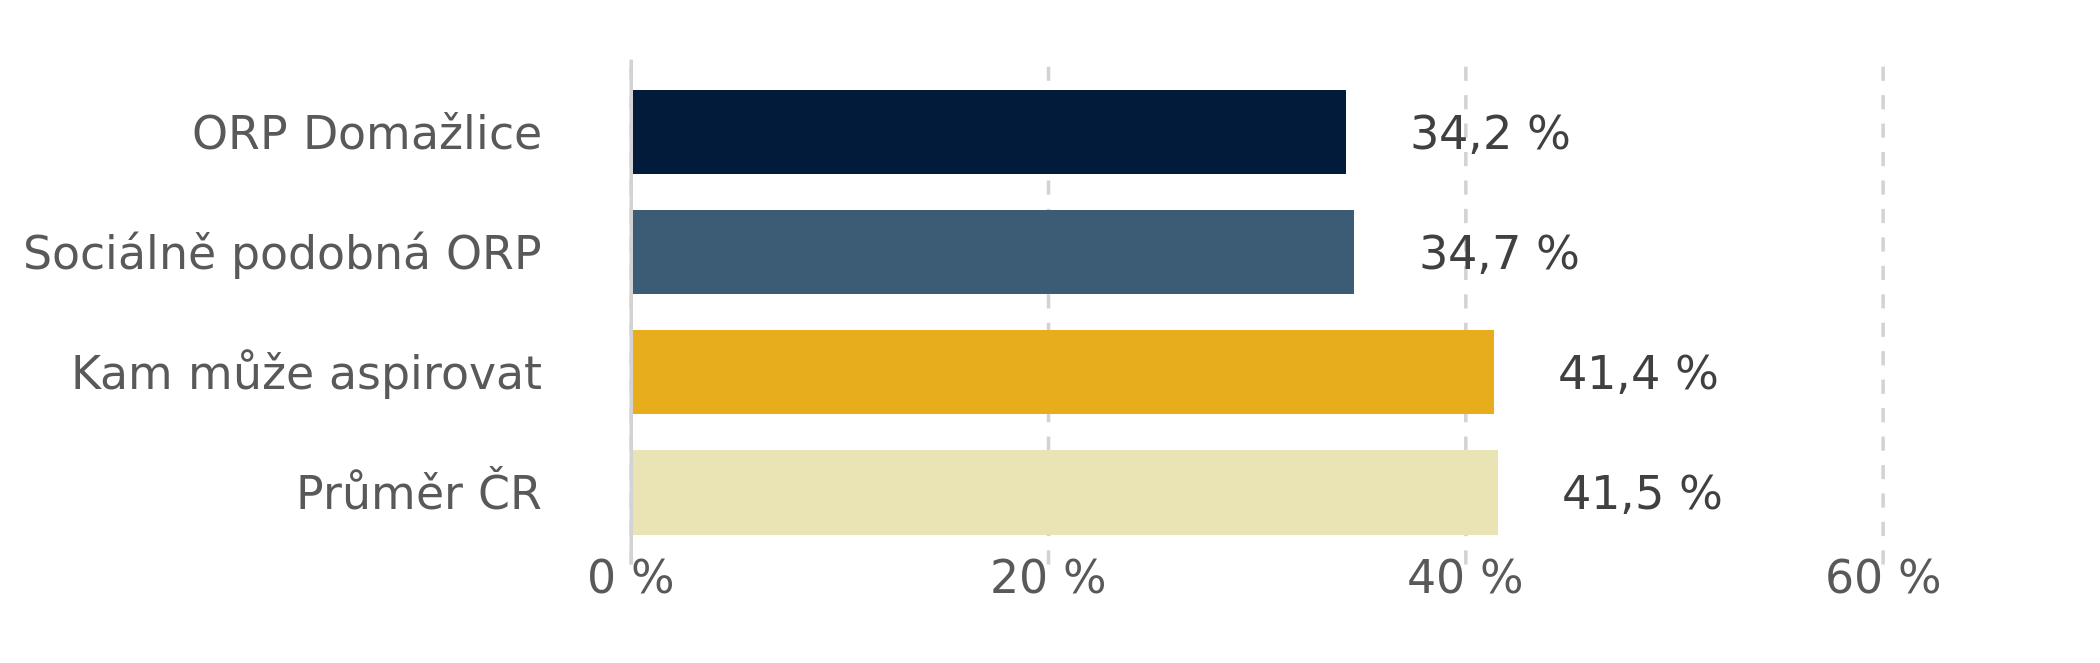 ORP Domažlice 34,2 %
Sociálně podobná ORP 34,7 %
Kam může aspirovat 41,4 %
Průměr ČR 41,5 %
0 % 20 % 40 % 60 %